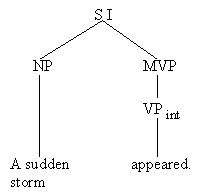 S I
NP MVP
VP int
A sudden appeared.
storm